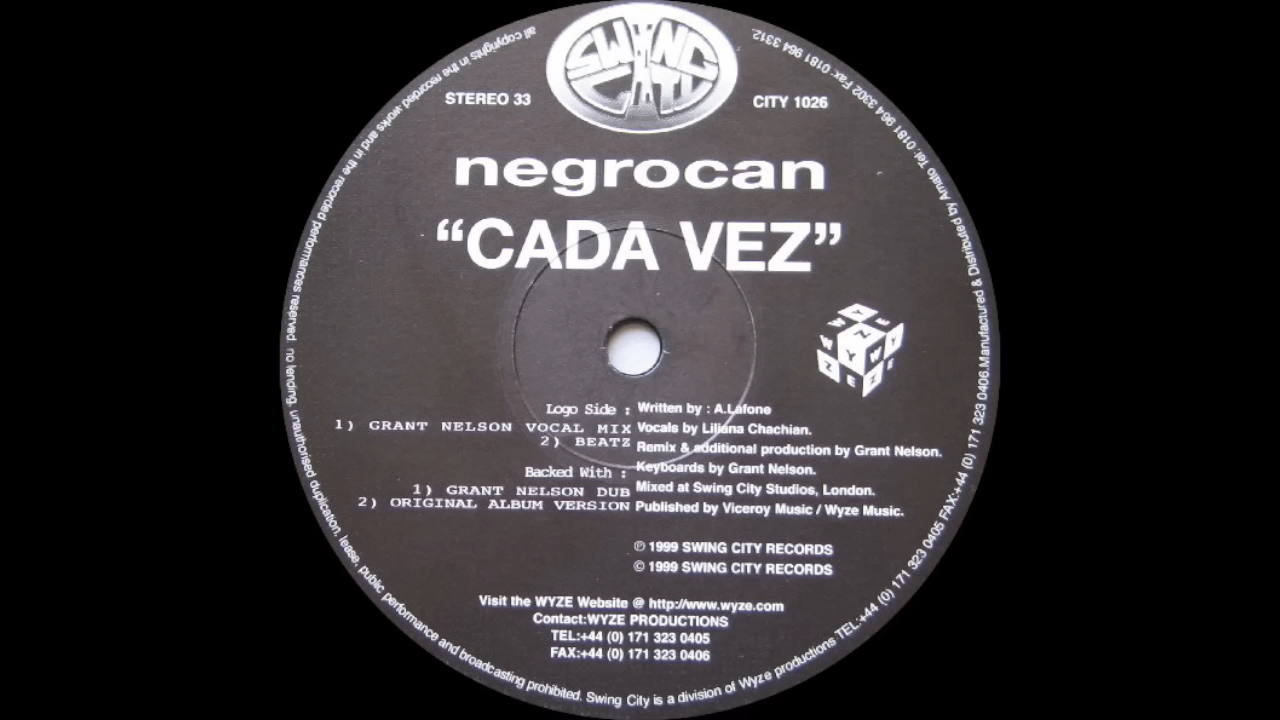 SWING
CITY
STEREO 33
CITY 1026
negrocan
“CADA VEZ”
WYZE
Logo Side :
1) GRANT NELSON VOCAL MIX
2) BEATZ
Backed With :
1) GRANT NELSON DUB
2) ORIGINAL ALBUM VERSION
Written by : A.Lafone
Vocals by Liliana Chachian.
Remix & additional production by Grant Nelson.
Keyboards by Grant Nelson.
Mixed at Swing City Studios, London.
Published by Viceroy Music / Wyze Music.
℗ 1999 SWING CITY RECORDS
© 1999 SWING CITY RECORDS
Visit the WYZE Website @ http://www.wyze.com
Contact:WYZE PRODUCTIONS
TEL:+44 (0) 171 323 0405
FAX:+44 (0) 171 323 0406
all copyrights in the recorded works and in the recorded performances reserved. no lending, unauthorised duplication, lease, public performance and broadcasting prohibited. Swing City is a division of Wyze productions TEL:+44 (0) 171 323 0405 FAX:+44 (0) 171 323 0406.Manufactured & Distributed by Amato Tel: 0181 964 3302 Fax 0181 964 3312.